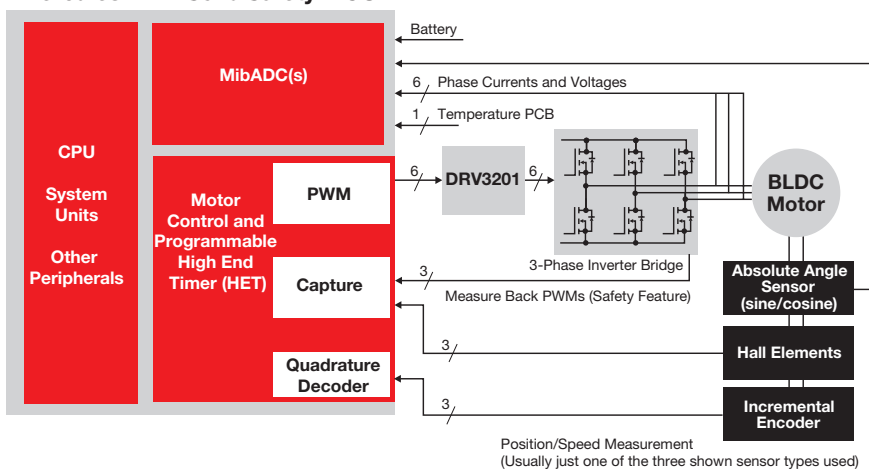 Battery
MibADC(s)
6
Phase Currents and Voltages
1
Temperature PCB
CPU
System
Units
Other
Peripherals
Motor
Control and
Programmable
High End
Timer (HET)
PWM
6
DRV3201
6
BLDC
Motor
3-Phase Inverter Bridge
Capture
3
Measure Back PWMs (Safety Feature)
Absolute Angle
Sensor
(sine/cosine)
3
Hall Elements
Quadrature
Decoder
3
Incremental
Encoder
Position/Speed Measurement
(Usually just one of the three shown sensor types used)